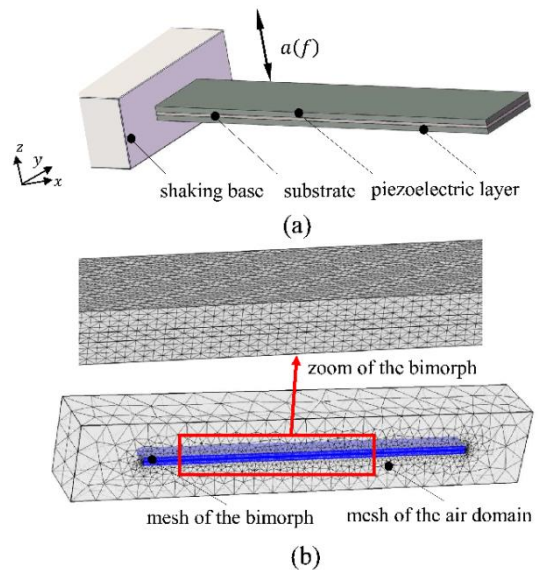 a(f)
z
y
x
shaking base substrate piezoelectric layer
(a)
zoom of the bimorph
mesh of the bimorph mesh of the air domain
(b)